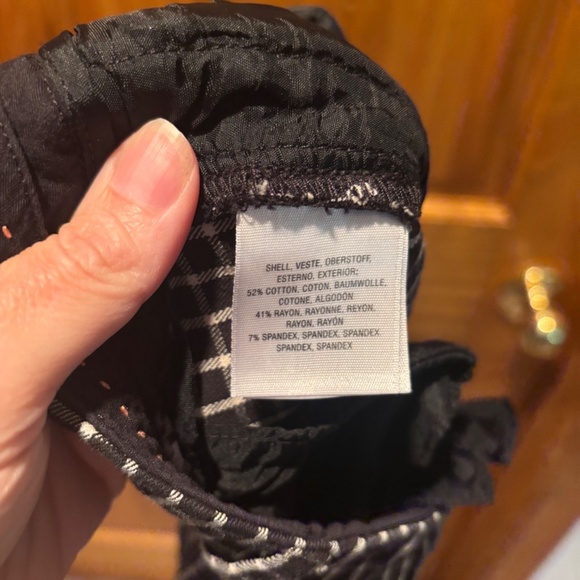 SHELL, VESTE, OBERSTOFF,
ESTERNO, EXTERIOR;
52% COTTON, COTON, BAUMWOLLE,
COTONE, ALGODÓN
41% RAYON, RAYONNE, REYON,
RAYON, RAYÓN
7% SPANDEX, SPANDEX, SPANDEX,
SPANDEX, SPANDEX